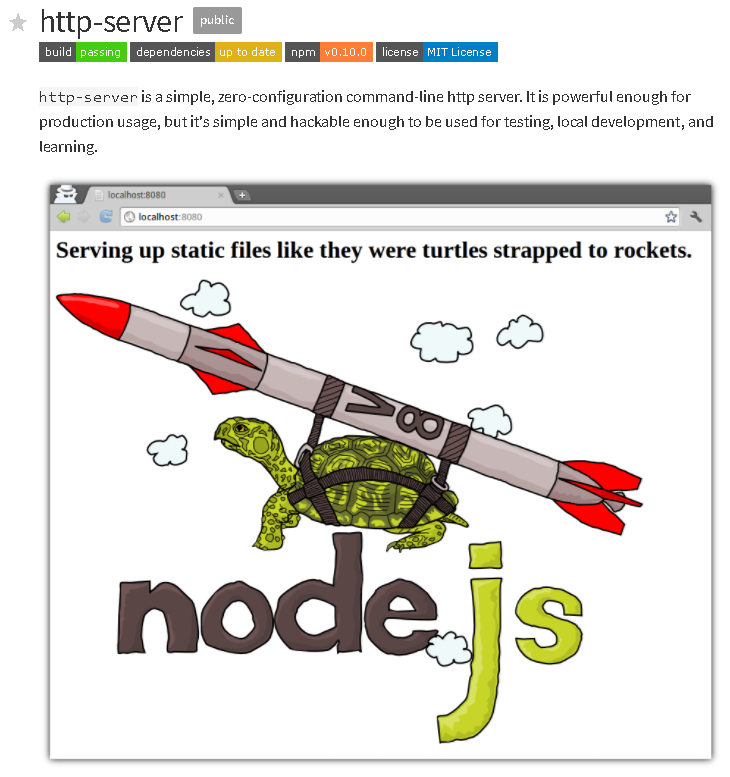 http-server public
build passing dependencies up to date npm v0.10.0 license MIT License
http-server is a simple, zero-configuration command-line http server. It is powerful enough for
production usage, but it's simple and hackable enough to be used for testing, local development, and
learning.
localhost:8080
localhost:8080
Serving up static files like they were turtles strapped to rockets.
V8
nodejs